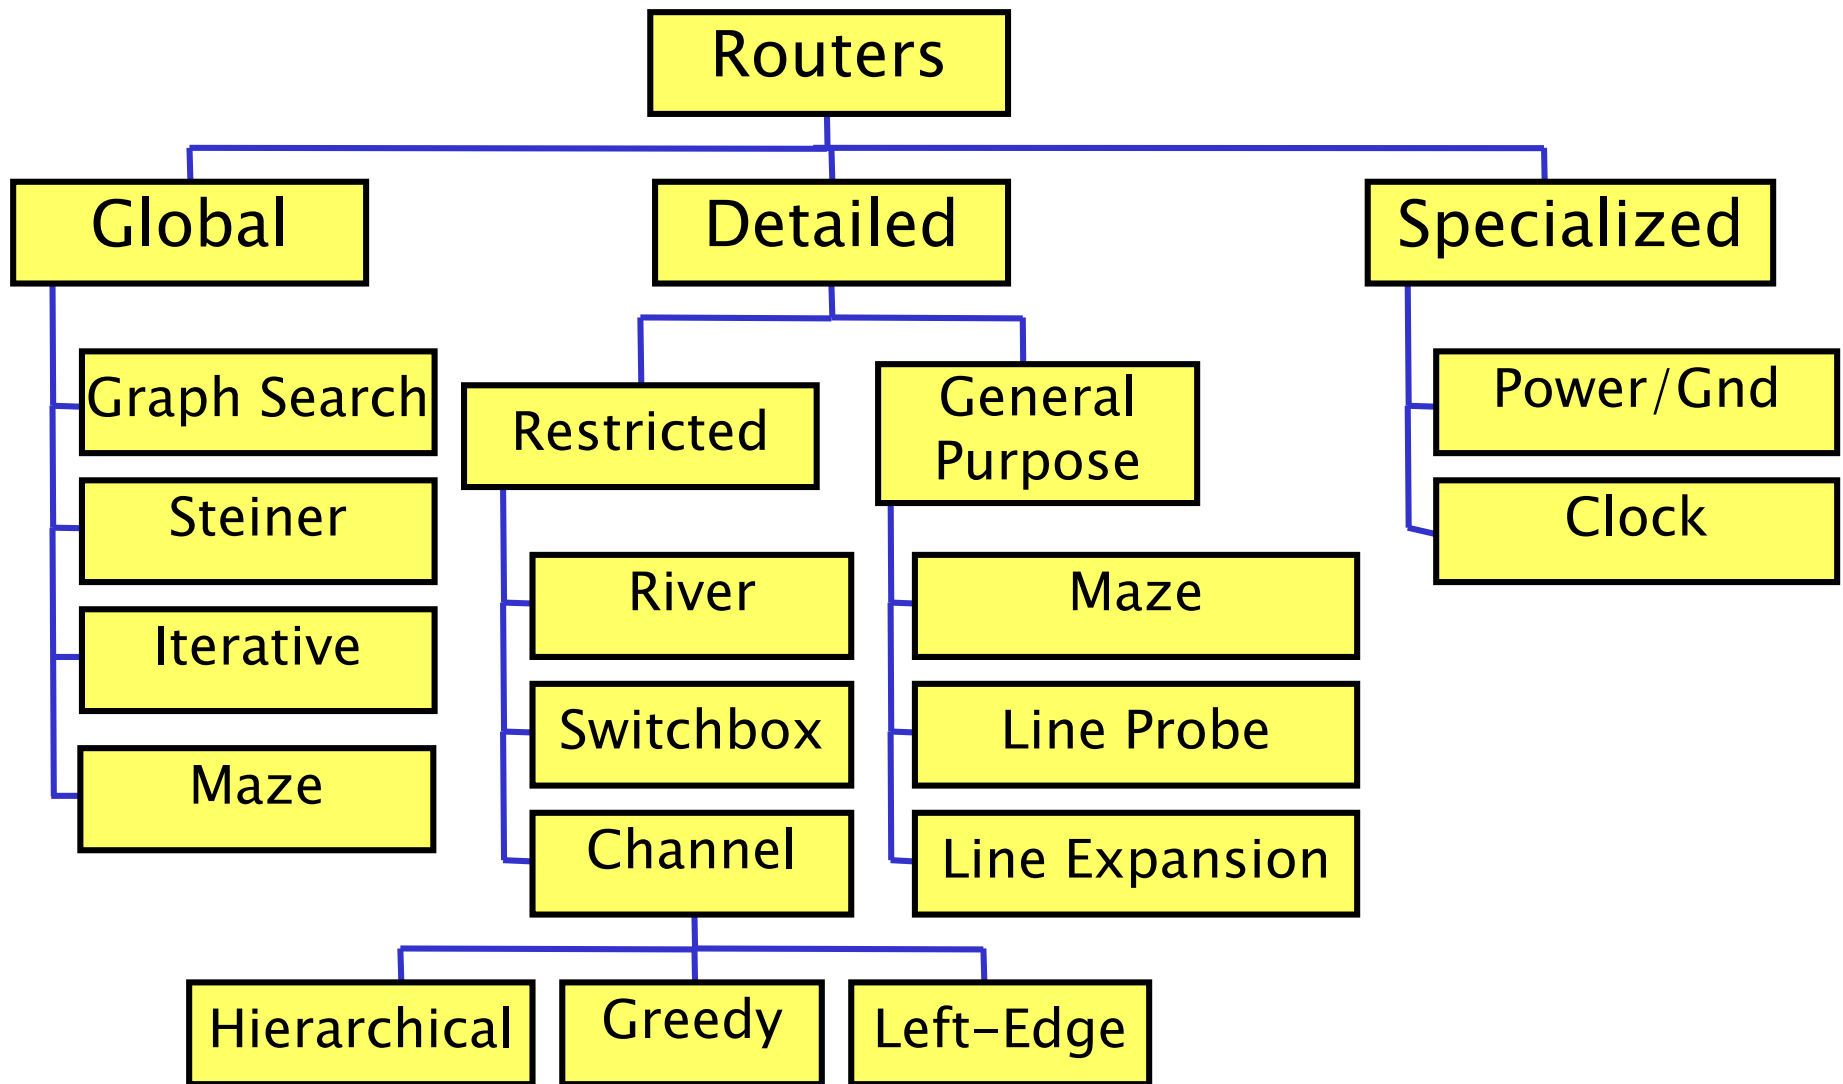 Routers
Global
Detailed
Specialized
Graph Search
Steiner
Iterative
Maze
Restricted
River
Switchbox
Channel
Hierarchical
Greedy
Left-Edge
General
Purpose
Maze
Line Probe
Line Expansion
Power/Gnd
Clock